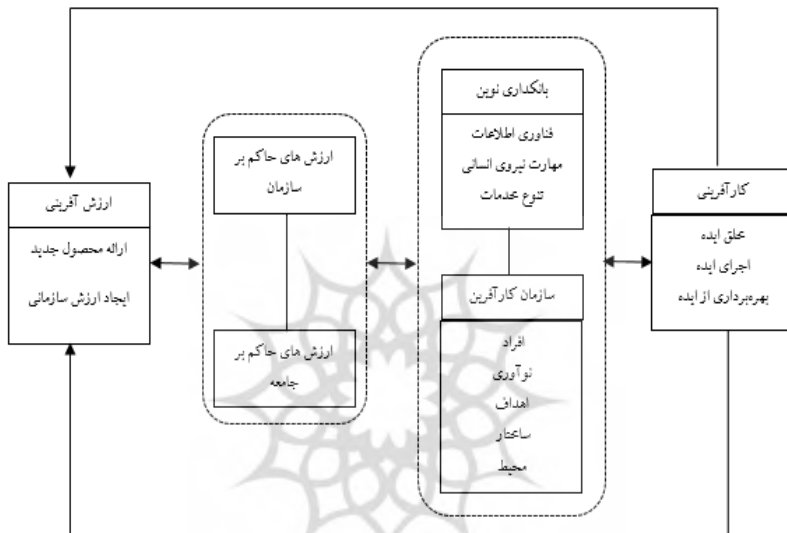 کارآفرینی
خلق ایده
اجرای ایده
بهره‌برداری از ایده
بانکداری نوین
فناوری اطلاعات
مهارت نیروی انسانی
تنوع خدمات
سازمان کارآفرین
افراد
نوآوری
اهداف
ساختار
محیط
ارزش های حاکم بر
سازمان
ارزش های حاکم بر
جامعه
ارزش آفرینی
ارائه محصول جدید
ایجاد ارزش سازمانی